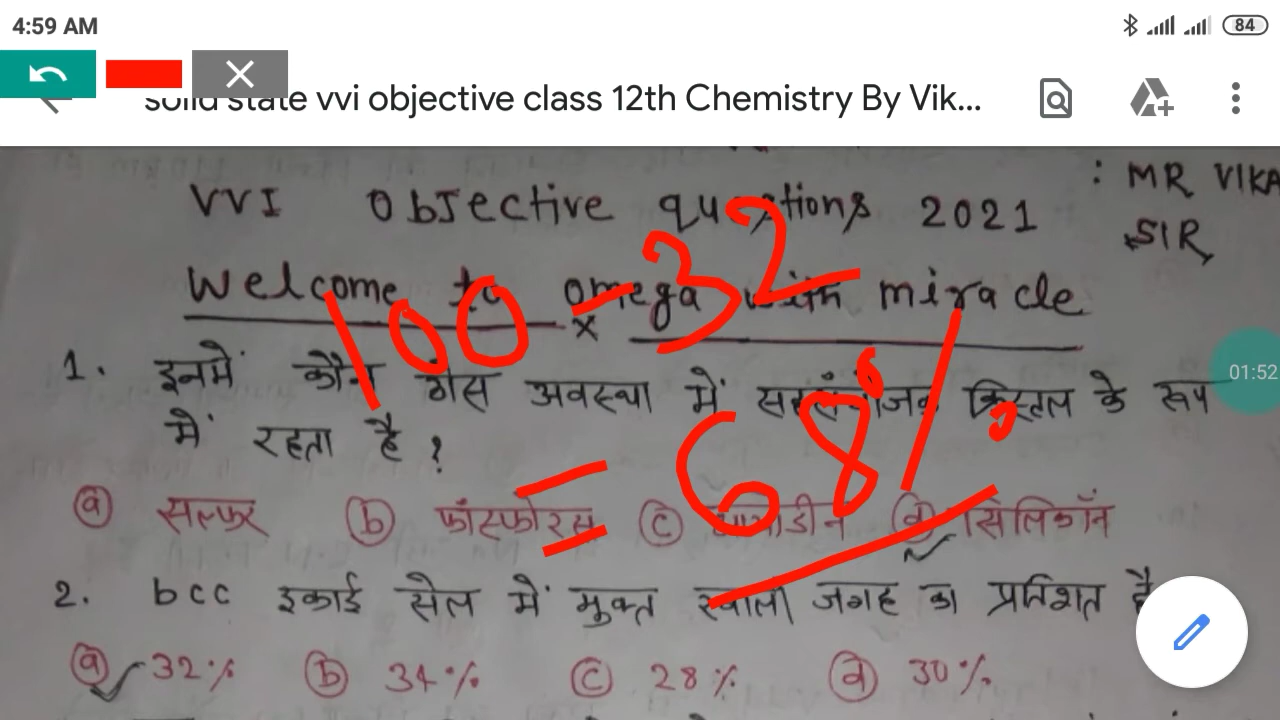 4:59 AM 84
solid state vvi objective class 12th Chemistry By Vik...
: MR VIKA
VVI Objective questions 2021
SIR
Welcome to omega with miracle
x
100 - 32
01:52
1. इनमें कौन गैस अवस्था में सहसंयोजक क्रिस्टल के रूप
में रहता है ?
= 68%
(a) सल्फर (b) फॉस्फोरस (c) आयोडीन (d) सिलिकॉन
2. bcc इकाई सेल में मुक्त खाली जगह का प्रतिशत है
(a) 32% (b) 34% (c) 28% (d) 30%